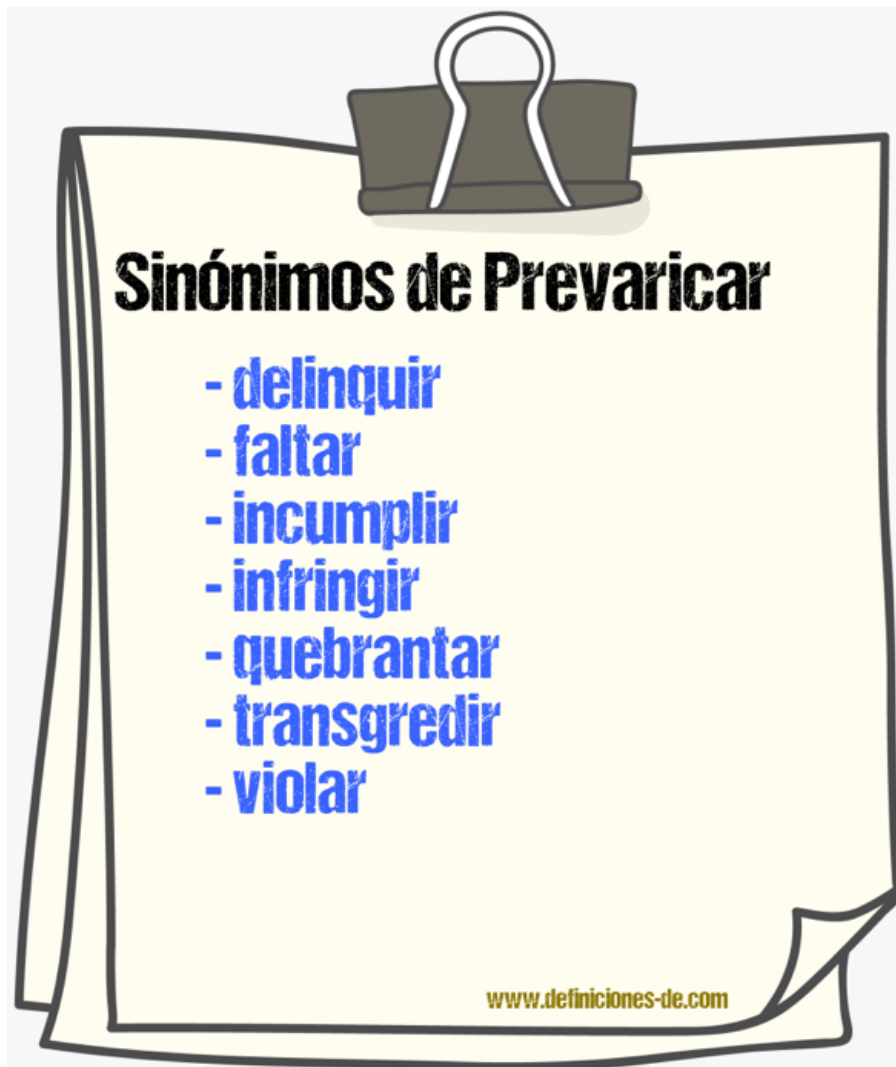 Sinónimos de Prevaricar
- delinquir
- faltar
- incumplir
- infringir
- quebrantar
- transgredir
- violar
www.definiciones-de.com